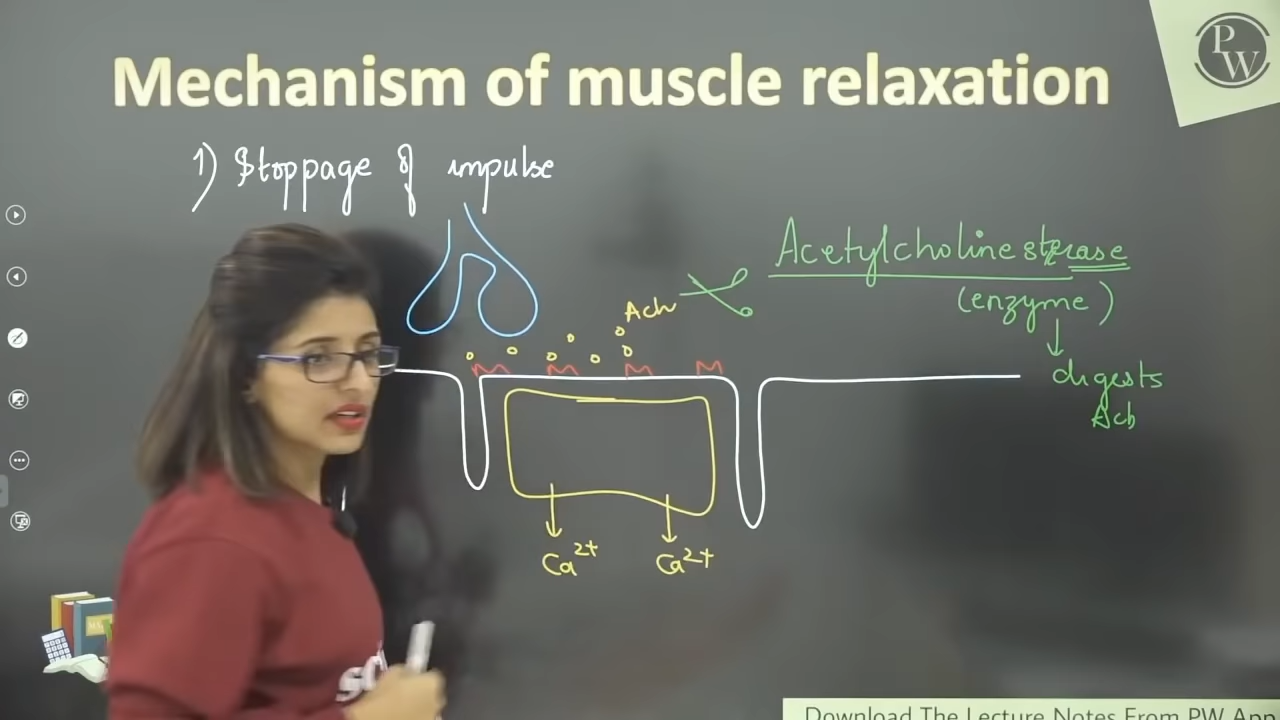 Mechanism of muscle relaxation
PW
1) Stoppage of impulse
Acetylcholinesterase
(enzyme)
Ach
digests
Ach
Ca2+
Ca2+
Download The Lecture Notes From PW App